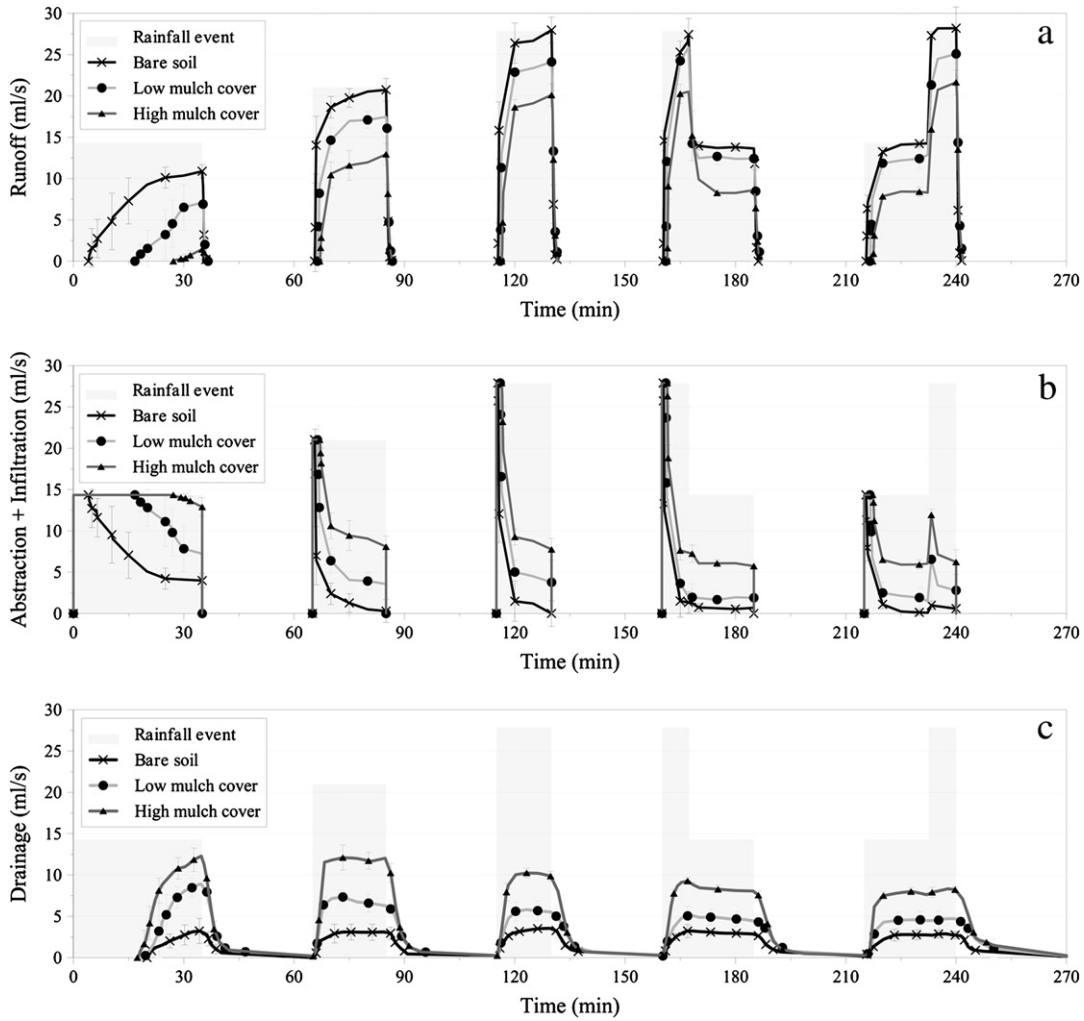 30
25
20
15
10
5
0
Runoff (ml/s)
Rainfall event
Bare soil
Low mulch cover
High mulch cover
a
0 30 60 90 120 150 180 210 240 270
Time (min)
30
25
20
15
10
5
0
Abstraction + Infiltration (ml/s)
Rainfall event
Bare soil
Low mulch cover
High mulch cover
b
0 30 60 90 120 150 180 210 240 270
Time (min)
30
25
20
15
10
5
0
Drainage (ml/s)
Rainfall event
Bare soil
Low mulch cover
High mulch cover
c
0 30 60 90 120 150 180 210 240 270
Time (min)